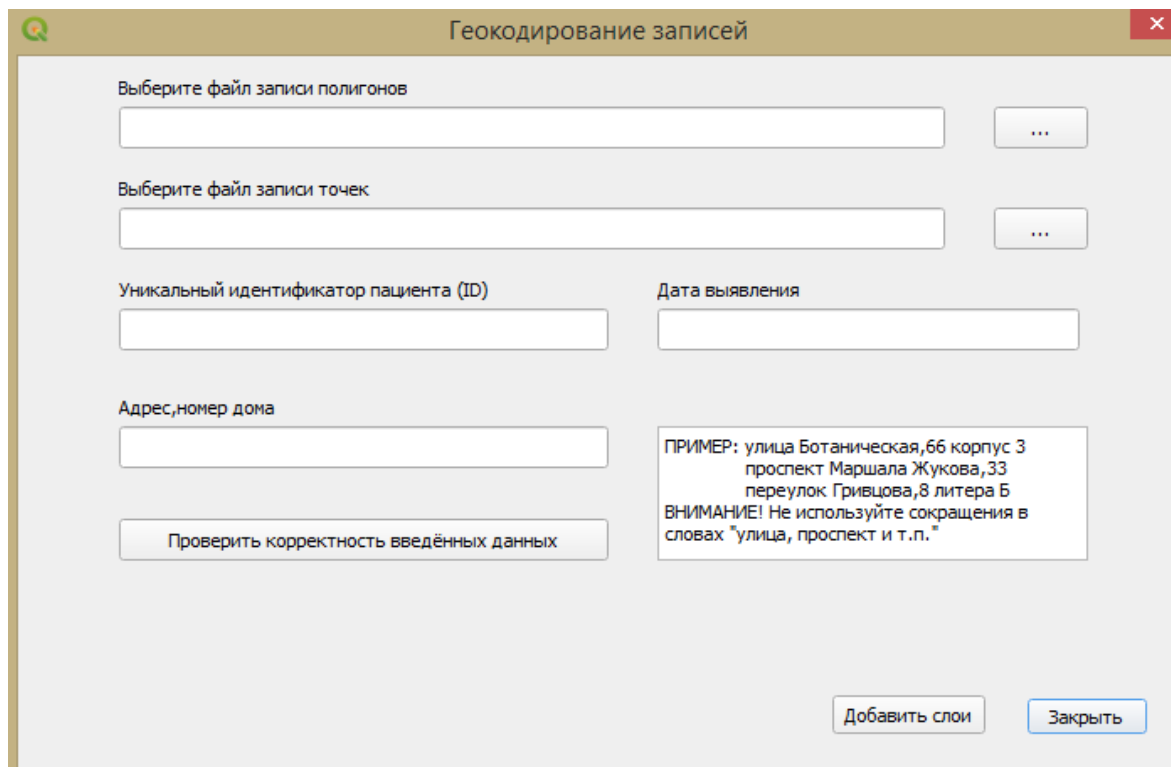 Геокодирование записей
Выберите файл записи полигонов
...
Выберите файл записи точек
...
Уникальный идентификатор пациента (ID)
Дата выявления
Адрес,номер дома
ПРИМЕР: улица Ботаническая,66 корпус 3
проспект Маршала Жукова,33
переулок Гривцова,8 литера Б
ВНИМАНИЕ! Не используйте сокращения в
словах "улица, проспект и т.п."
Проверить корректность введённых данных
Добавить слои
Закрыть